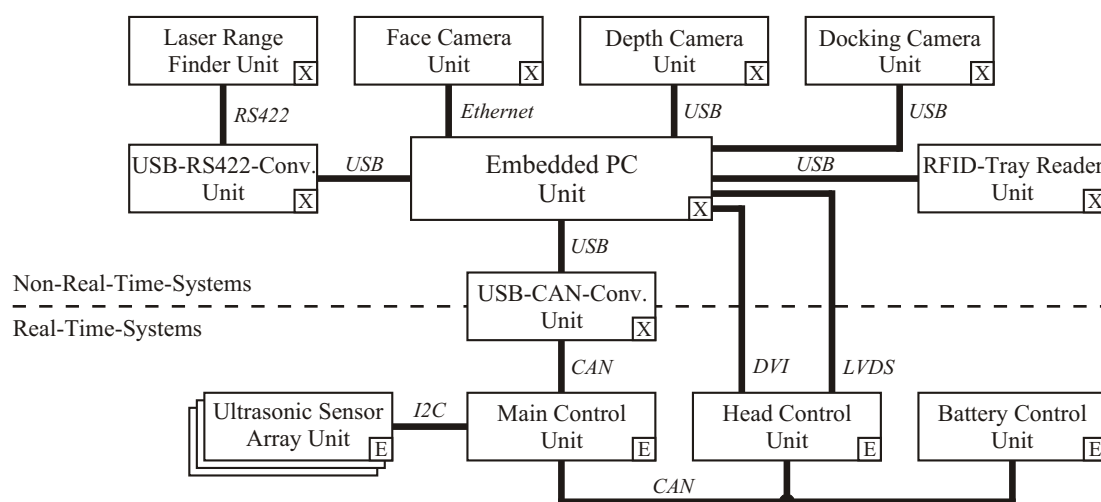 Laser Range
Finder Unit
X
Face Camera
Unit
X
Depth Camera
Unit
X
Docking Camera
Unit
X
RS422
Ethernet
USB
USB
USB-RS422-Conv.
Unit
X
USB
Embedded PC
Unit
X
USB
RFID-Tray Reader
Unit
X
USB
Non-Real-Time-Systems
USB-CAN-Conv.
Unit
X
Real-Time-Systems
CAN
DVI
LVDS
Ultrasonic Sensor
Array Unit
E
I2C
Main Control
Unit
E
Head Control
Unit
E
Battery Control
Unit
E
CAN